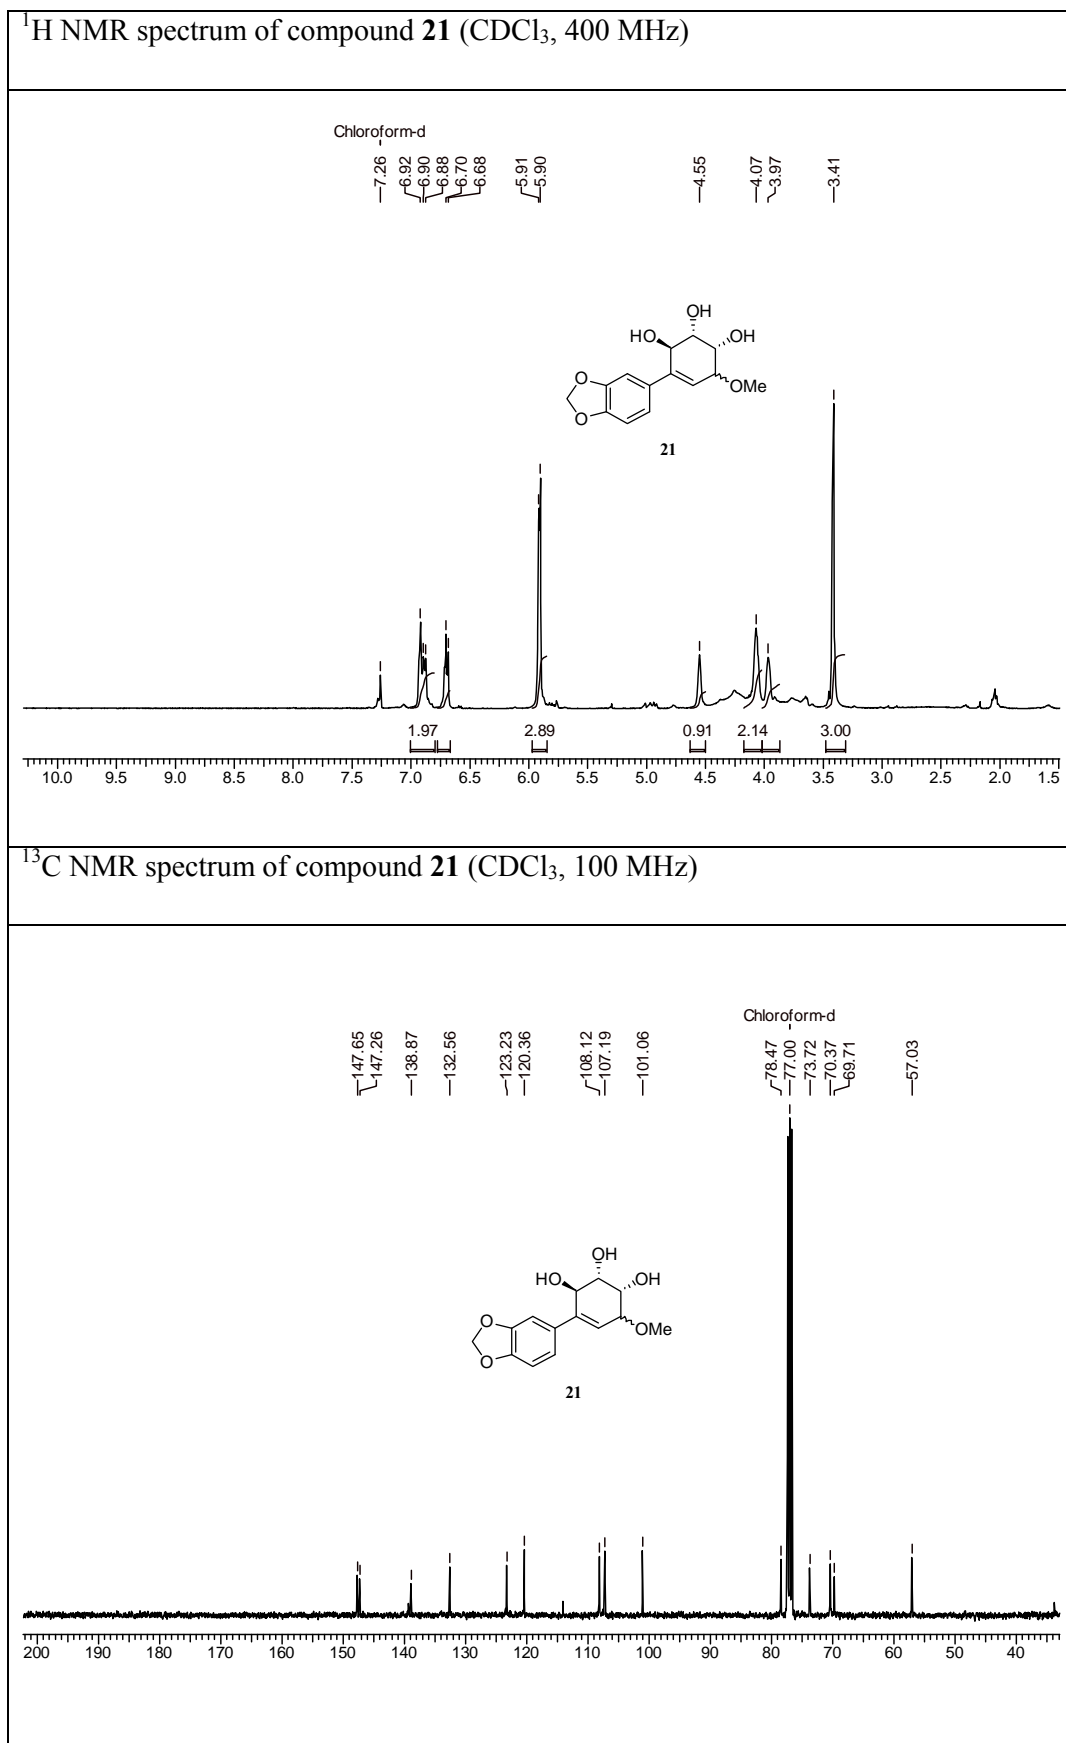 ¹H NMR spectrum of compound 21 (CDCl₃, 400 MHz)
Chloroform-d
7.26
6.92
6.90
6.88
6.70
6.68
5.91
5.90
4.55
4.07
3.97
3.41
OH
HO
OH
O
OMe
O
21
1.97
2.89
0.91
2.14
3.00
10.0 9.5 9.0 8.5 8.0 7.5 7.0 6.5 6.0 5.5 5.0 4.5 4.0 3.5 3.0 2.5 2.0 1.5
¹³C NMR spectrum of compound 21 (CDCl₃, 100 MHz)
Chloroform-d
147.65
147.26
138.87
132.56
123.23
120.36
108.12
107.19
101.06
78.47
77.00
73.72
70.37
69.71
57.03
OH
HO
OH
O
OMe
O
21
200 190 180 170 160 150 140 130 120 110 100 90 80 70 60 50 40